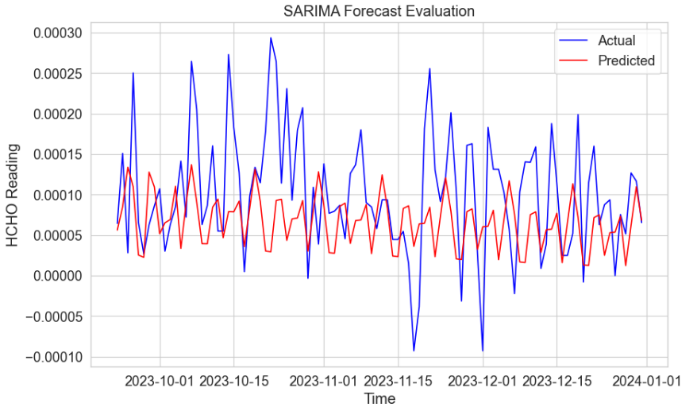 SARIMA Forecast Evaluation
Actual
Predicted
0.00030
0.00025
0.00020
0.00015
0.00010
0.00005
0.00000
−0.00005
−0.00010
HCHO Reading
2023-10-01 2023-10-15 2023-11-01 2023-11-15 2023-12-01 2023-12-15 2024-01-01
Time